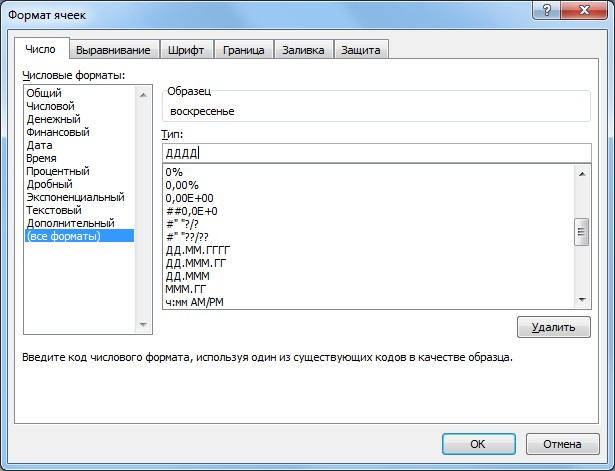 Формат ячеек
Число Выравнивание Шрифт Граница Заливка Защита
Числовые форматы:
Общий
Числовой
Денежный
Финансовый
Дата
Время
Процентный
Дробный
Экспоненциальный
Текстовый
Дополнительный
(все форматы)
Образец
воскресенье
Тип:
ДДДД
0%
0,00%
0,00E+00
##0,0E+0
#" "?/?
#" "??/??
ДД.ММ.ГГГГ
ДД.МММ.ГГ
ДД.МММ
МММ.ГГ
ч:мм AM/PM
Удалить
Введите код числового формата, используя один из существующих кодов в качестве образца.
ОК Отмена